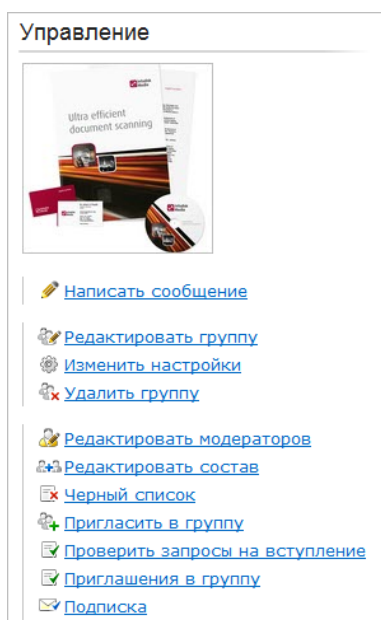 Управление
Ultra efficient
document scanning
Написать сообщение
Редактировать группу
Изменить настройки
Удалить группу
Редактировать модераторов
Редактировать состав
Черный список
Пригласить в группу
Проверить запросы на вступление
Приглашения в группу
Подписка